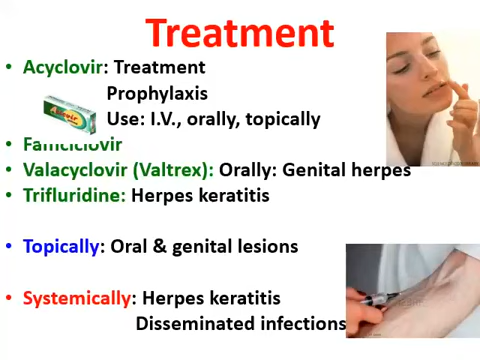 Treatment
• Acyclovir: Treatment
Prophylaxis
Use: I.V., orally, topically
• Famciclovir
• Valacyclovir (Valtrex): Orally: Genital herpes
• Trifluridine: Herpes keratitis
• Topically: Oral & genital lesions
• Systemically: Herpes keratitis
Disseminated infections